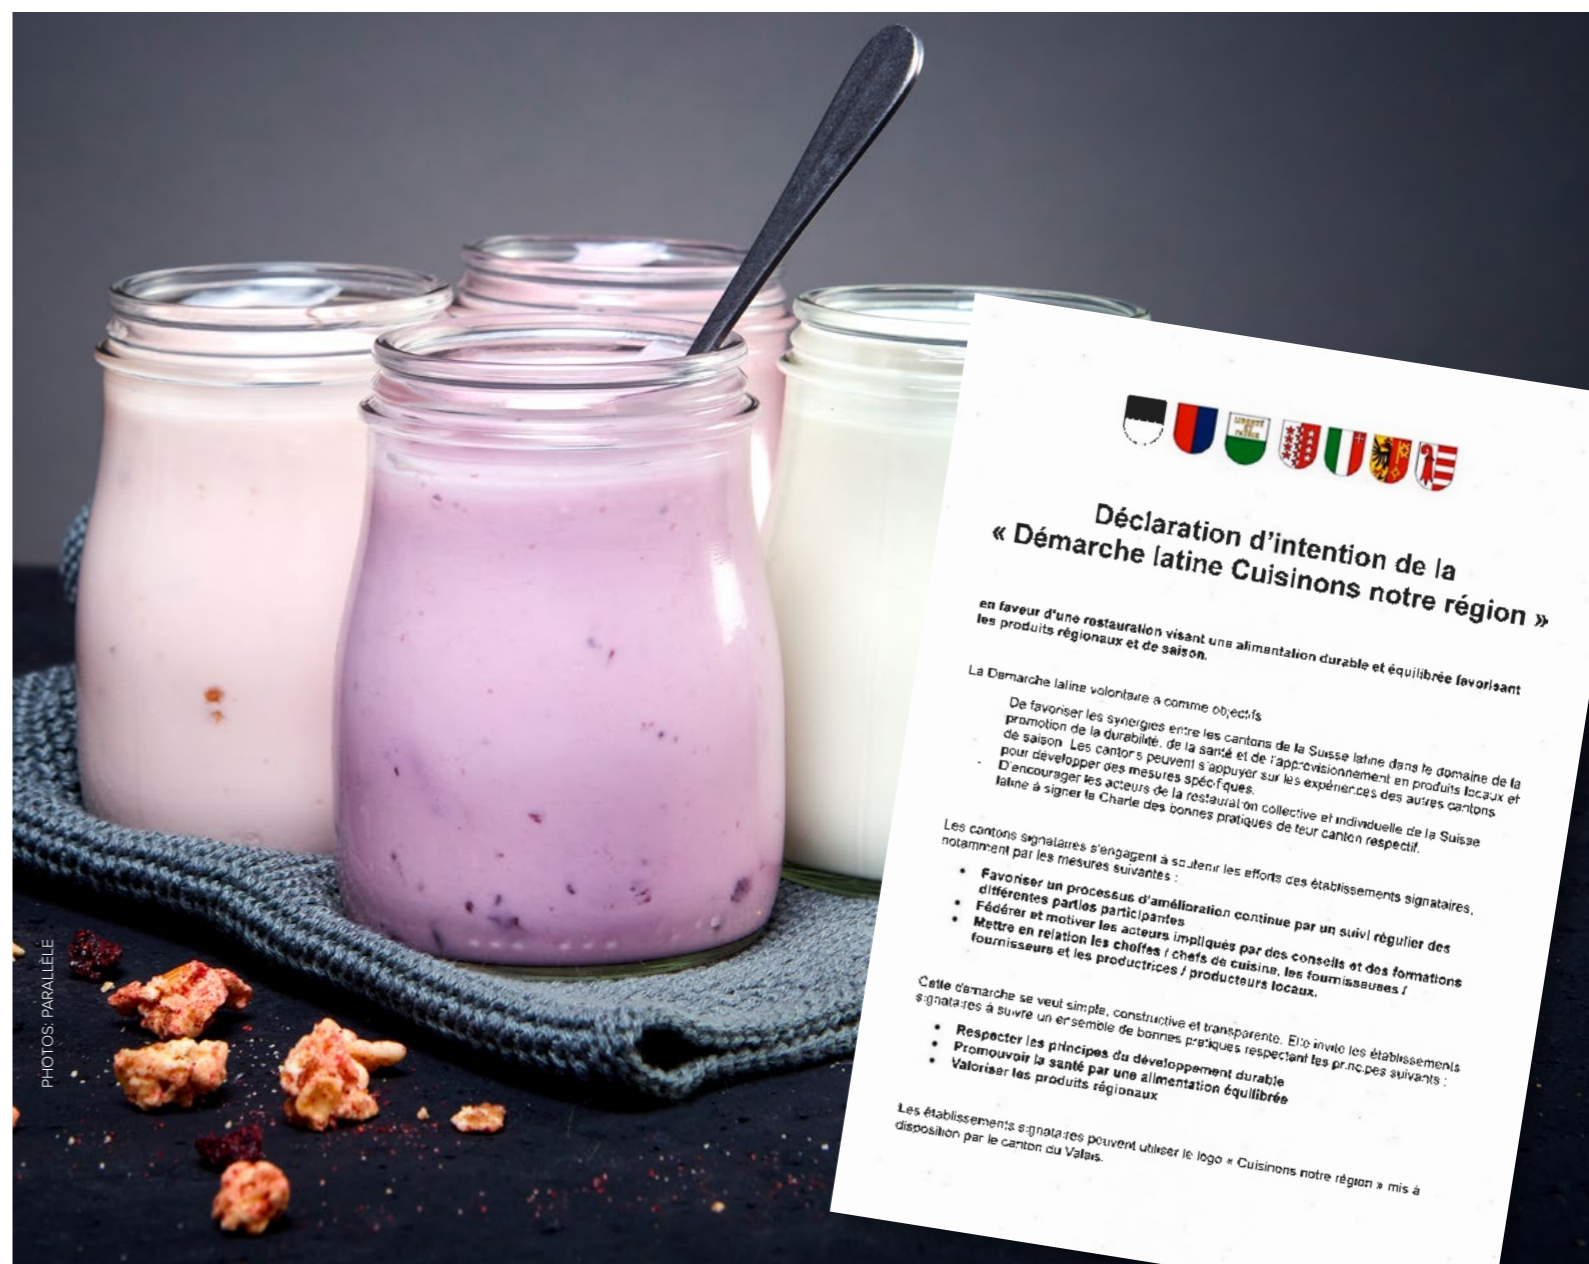 LIBERTÉ
ET
PATRIE
Déclaration d'intention de la
« Démarche latine Cuisinons notre région »
en faveur d'une restauration visant une alimentation durable et équilibrée favorisant
les produits régionaux et de saison.
La Demarche latine volontaire a comme objectifs
De favoriser les synergies entre les cantons de la Suisse latine dans le domaine de la
promotion de la durabilité, de la santé et de l'approvisionnement en produits locaux et
de saison. Les cantons peuvent s'appuyer sur les expériences des autres cantons
pour développer des mesures spécifiques.
- D'encourager les acteurs de la restauration collective et individuelle de la Suisse
latine à signer la Charte des bonnes pratiques de leur canton respectif.
Les cantons signataires s'engagent à soutenir les efforts des établissements signataires,
notamment par les mesures suivantes :
• Favoriser un processus d'amélioration continue par un suivi régulier des
différentes parties participantes
• Fédérer et motiver les acteurs impliqués par des conseils et des formations
• Mettre en relation les cheffes / chefs de cuisine, les fournisseuses /
fournisseurs et les productrices / producteurs locaux.
Cette démarche se veut simple, constructive et transparente. Elle invite les établissements
signataires à suivre un ensemble de bonnes pratiques respectant les principes suivants :
• Respecter les principes du développement durable
• Promouvoir la santé par une alimentation équilibrée
• Valoriser les produits régionaux
Les établissements signataires peuvent utiliser le logo « Cuisinons notre région » mis à
disposition par le canton du Valais.
PHOTOS: PARALLÈLE